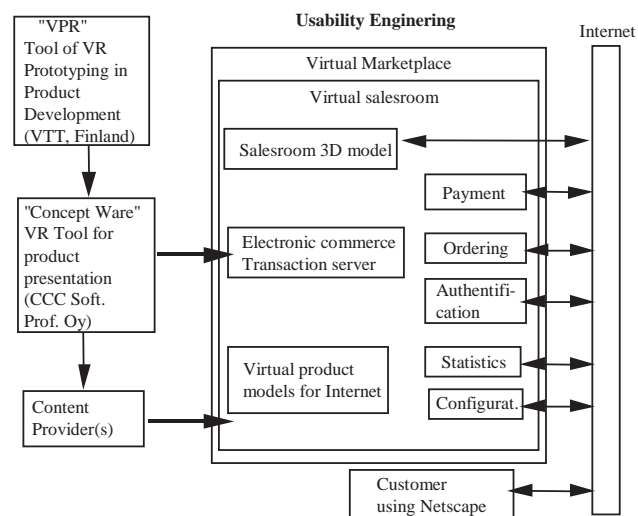 "VPR"
Tool of VR
Prototyping in
Product
Development
(VTT, Finland)
"Concept Ware"
VR Tool for
product
presentation
(CCC Soft.
Prof. Oy)
Content
Provider(s)
Usability Enginering
Virtual Marketplace
Virtual salesroom
Salesroom 3D model
Payment
Electronic commerce
Transaction server
Ordering
Authentifi-
cation
Virtual product
models for Internet
Statistics
Configurat.
Customer
using Netscape
Internet